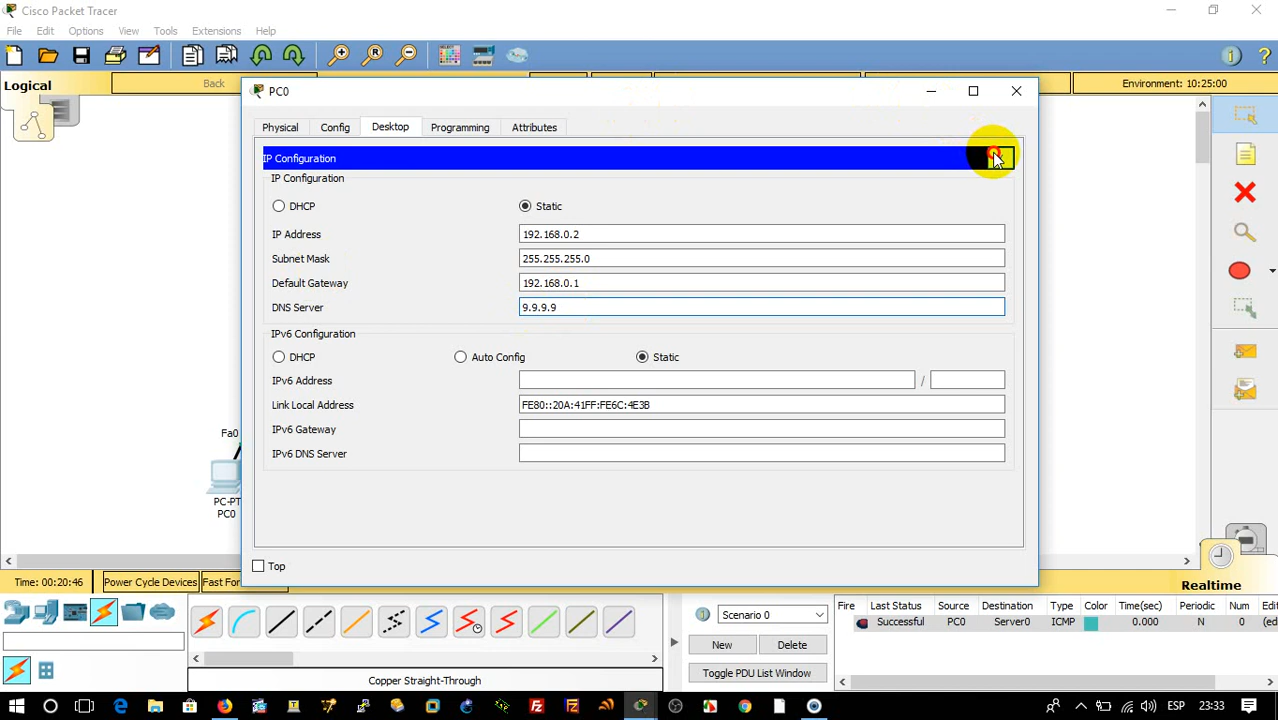 Cisco Packet Tracer
File Edit Options View Tools Extensions Help
Logical
Back
Environment: 10:25:00
PC0
Physical Config Desktop Programming Attributes
IP Configuration
IP Configuration
DHCP Static
IP Address 192.168.0.2
Subnet Mask 255.255.255.0
Default Gateway 192.168.0.1
DNS Server 9.9.9.9
IPv6 Configuration
DHCP Auto Config Static
IPv6 Address /
Link Local Address FE80::20A:41FF:FE6C:4E3B
IPv6 Gateway
IPv6 DNS Server
Fa0
PC-PT
PC0
Top
Time: 00:20:46 Power Cycle Devices Fast For
Realtime
Scenario 0
New Delete
Toggle PDU List Window
Fire Last Status Source Destination Type Color Time(sec) Periodic Num Edit
Successful PC0 Server0 ICMP 0.000 N 0 (edi
Copper Straight-Through
ESP 23:33